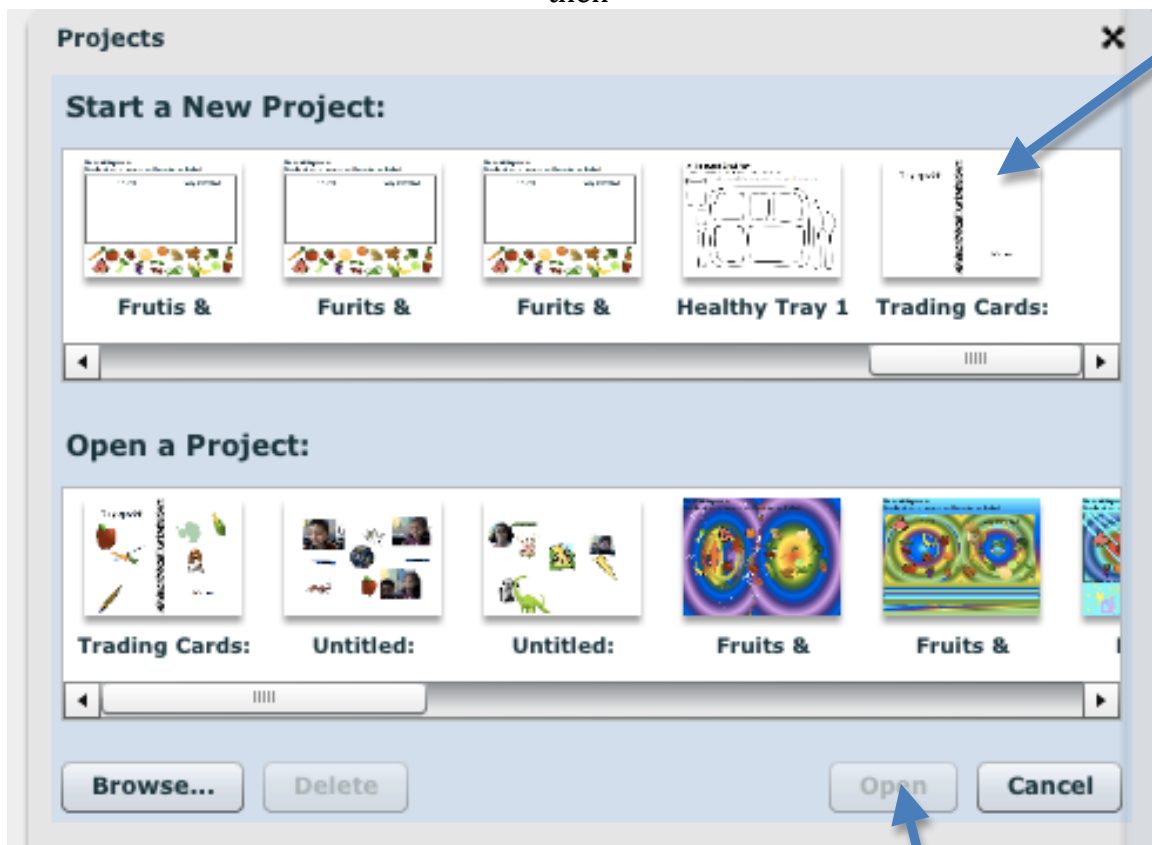 Projects
Start a New Project:
Frutis & Furits & Furits & Healthy Tray 1 Trading Cards:
Open a Project:
Trading Cards: Untitled: Untitled: Fruits & Fruits &
Browse... Delete Open Cancel